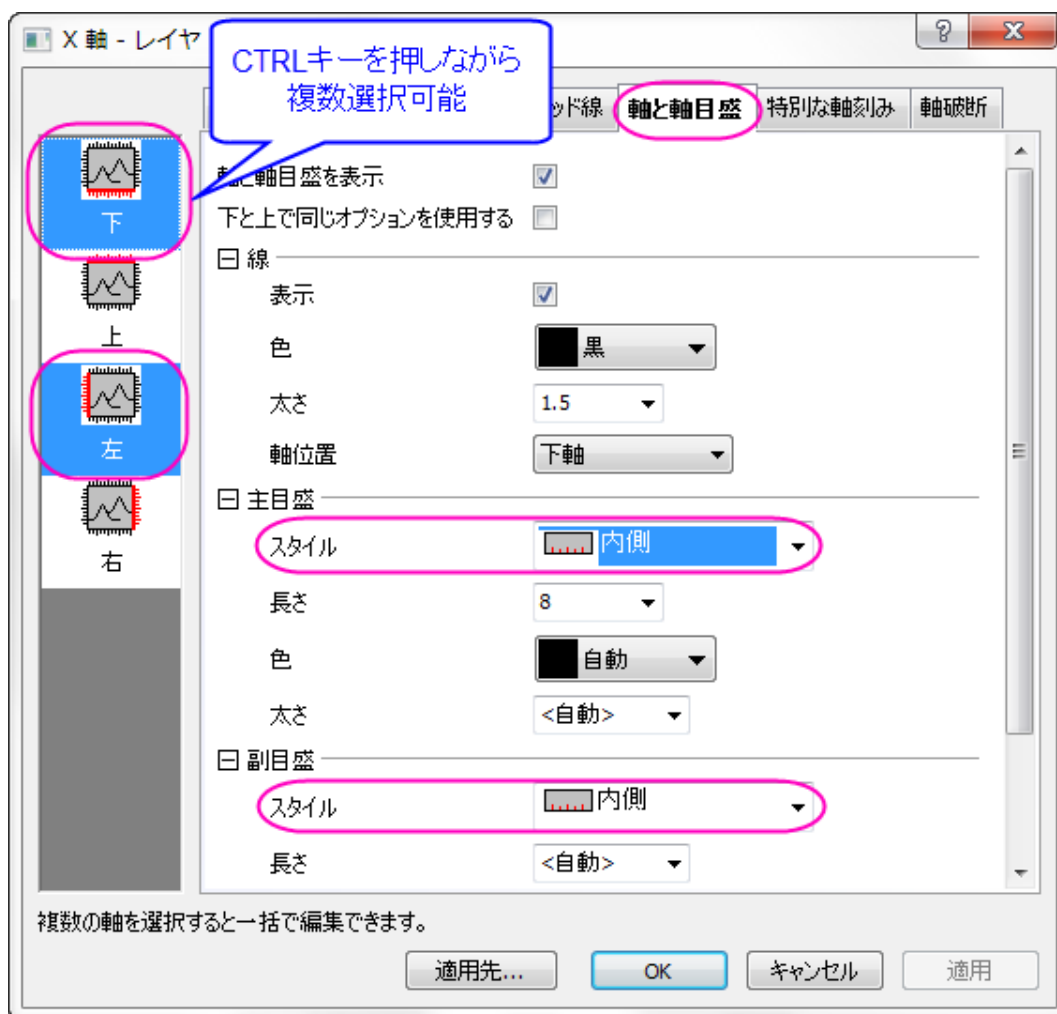 X 軸 - レイヤ
CTRLキーを押しながら
複数選択可能
ッド線
軸と軸目盛
特別な軸刻み
軸破断
下
上
左
右
軸と軸目盛を表示
下と上で同じオプションを使用する
線
表示
色
黒
太さ
1.5
軸位置
下軸
主目盛
スタイル
内側
長さ
8
色
自動
太さ
<自動>
副目盛
スタイル
内側
長さ
<自動>
複数の軸を選択すると一括で編集できます。
適用先...
OK
キャンセル
適用